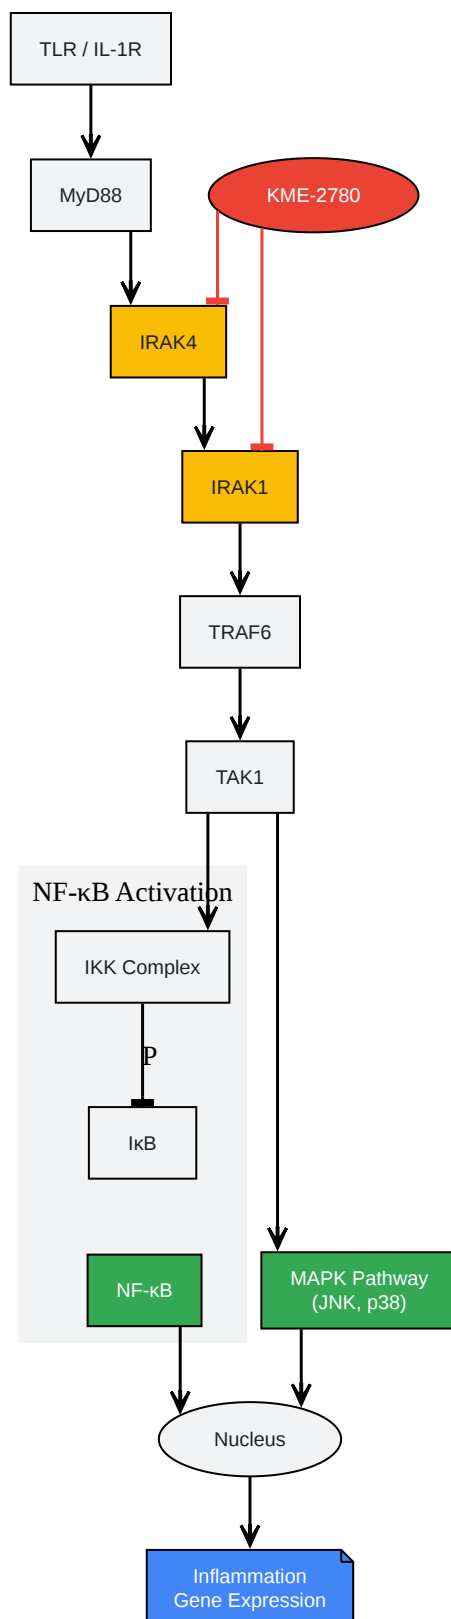 TLR / IL-1R
MyD88
KME-2780
IRAK4
IRAK1
TRAF6
TAK1
NF-κB Activation
IKK Complex
P
IκB
NF-κB
MAPK Pathway
(JNK, p38)
Nucleus
Inflammation
Gene Expression